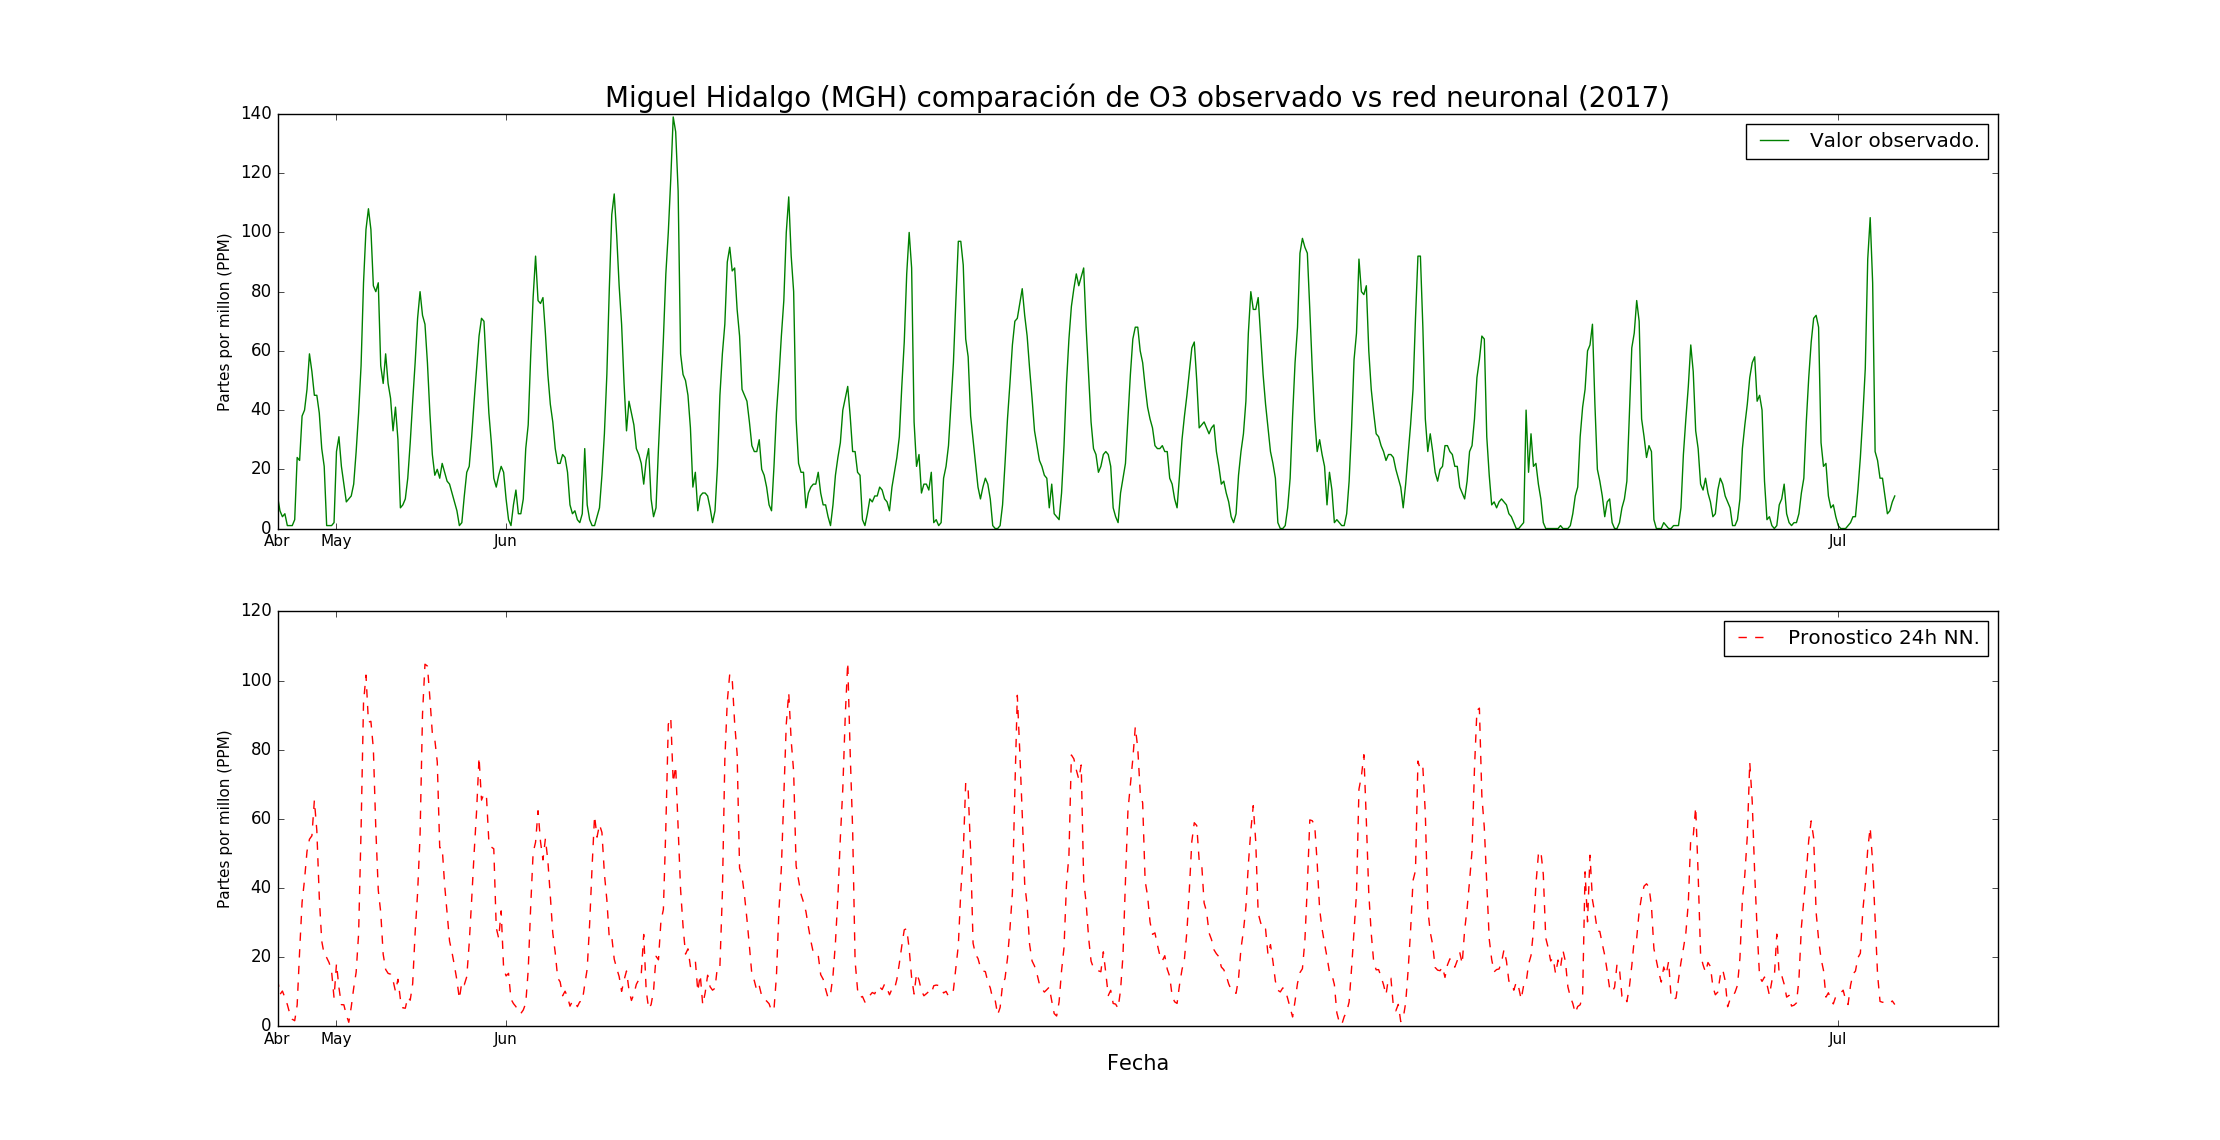 Miguel Hidalgo (MGH) comparación de O3 observado vs red neuronal (2017)
140
120
100
80
60
40
20
0
Partes por millon (PPM)
Valor observado.
Abr May Jun Jul
120
100
80
60
40
20
0
Partes por millon (PPM)
Pronostico 24h NN.
Abr May Jun Jul
Fecha